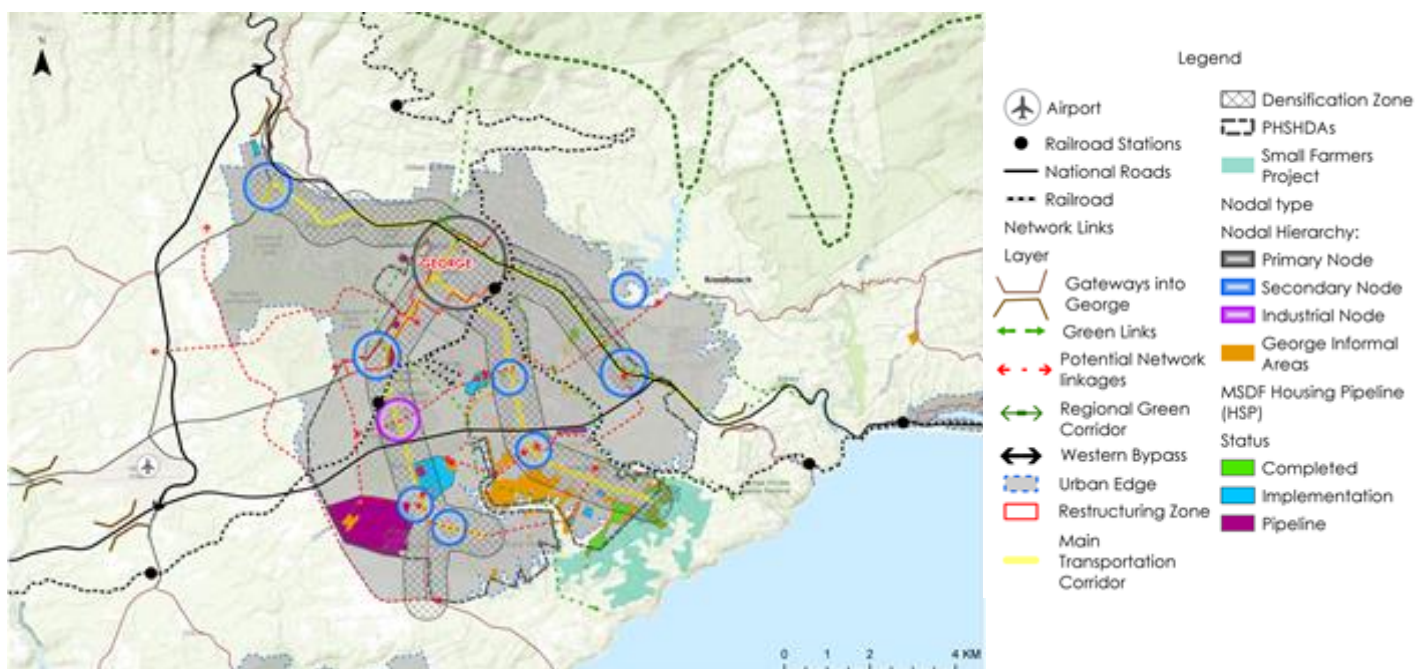 N
GEORGE
0
2
4 KM
Legend
Airport
Railroad Stations
National Roads
Railroad
Network Links
Layer
Gateways into
George
Green Links
Potential Network
linkages
Regional Green
Corridor
Western Bypass
Urban Edge
Restructuring Zone
Main
Transportation
Corridor
Densification Zone
PHSHDAs
Small Farmers
Project
Nodal type
Nodal Hierarchy:
Primary Node
Secondary Node
Industrial Node
George Informal
Areas
MSDF Housing Pipeline
(HSP)
Status
Completed
Implementation
Pipeline